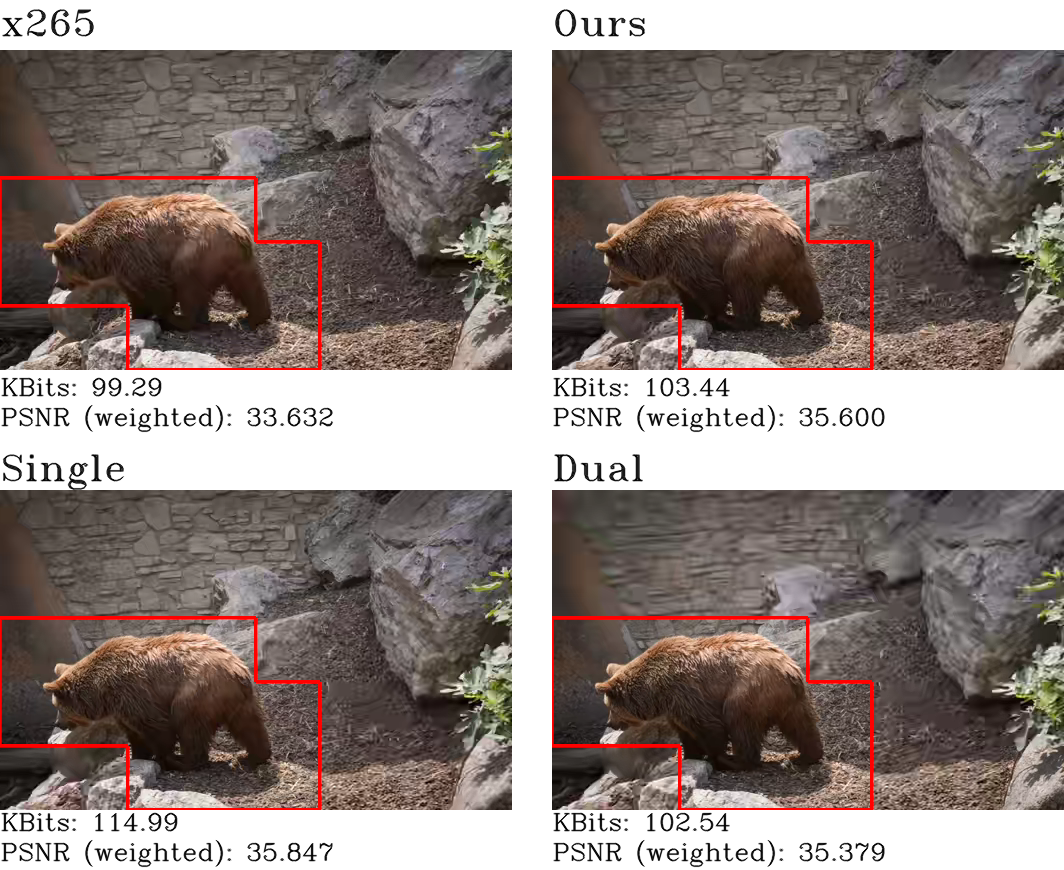 x265
Ours
KBits: 99.29
PSNR (weighted): 33.632
KBits: 103.44
PSNR (weighted): 35.600
Single
Dual
KBits: 114.99
PSNR (weighted): 35.847
KBits: 102.54
PSNR (weighted): 35.379